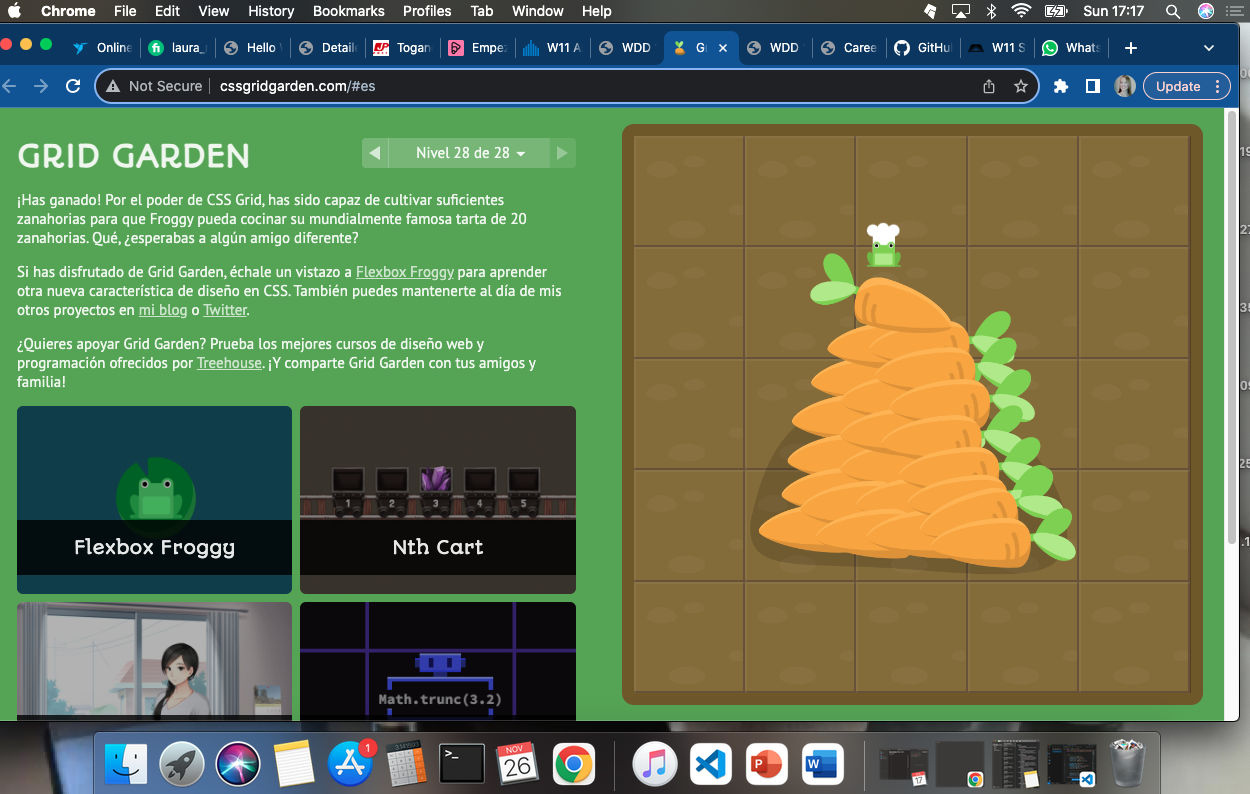 Chrome File Edit View History Bookmarks Profiles Tab Window Help Sun 17:17
Online laura_ Hello Detail Togan Empe W11 A WDD G WDD Caree GitHu W11 S Whats
Not Secure cssgridgarden.com/#es Update
GRID GARDEN
Nivel 28 de 28
¡Has ganado! Por el poder de CSS Grid, has sido capaz de cultivar suficientes
zanahorias para que Froggy pueda cocinar su mundialmente famosa tarta de 20
zanahorias. Qué, ¿esperabas a algún amigo diferente?
Si has disfrutado de Grid Garden, échale un vistazo a Flexbox Froggy para aprender
otra nueva característica de diseño en CSS. También puedes mantenerte al día de mis
otros proyectos en mi blog o Twitter.
¿Quieres apoyar Grid Garden? Prueba los mejores cursos de diseño web y
programación ofrecidos por Treehouse. ¡Y comparte Grid Garden con tus amigos y
familia!
1 2 3 4 5
Flexbox Froggy
Nth Cart
Math.trunc(3.2)
1
NOV
26
P
W
17